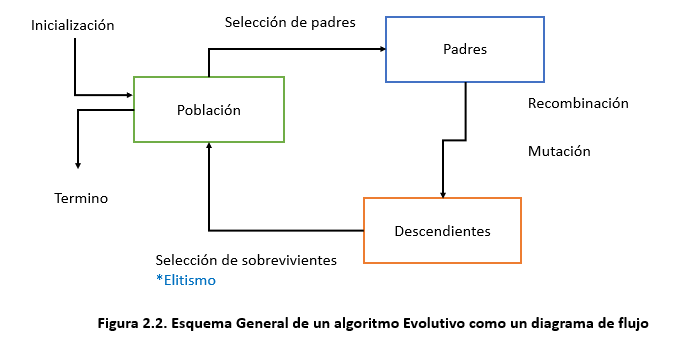 Inicialización
Selección de padres
Padres
Población
Recombinación
Mutación
Termino
Descendientes
Selección de sobrevivientes
*Elitismo
Figura 2.2. Esquema General de un algoritmo Evolutivo como un diagrama de flujo